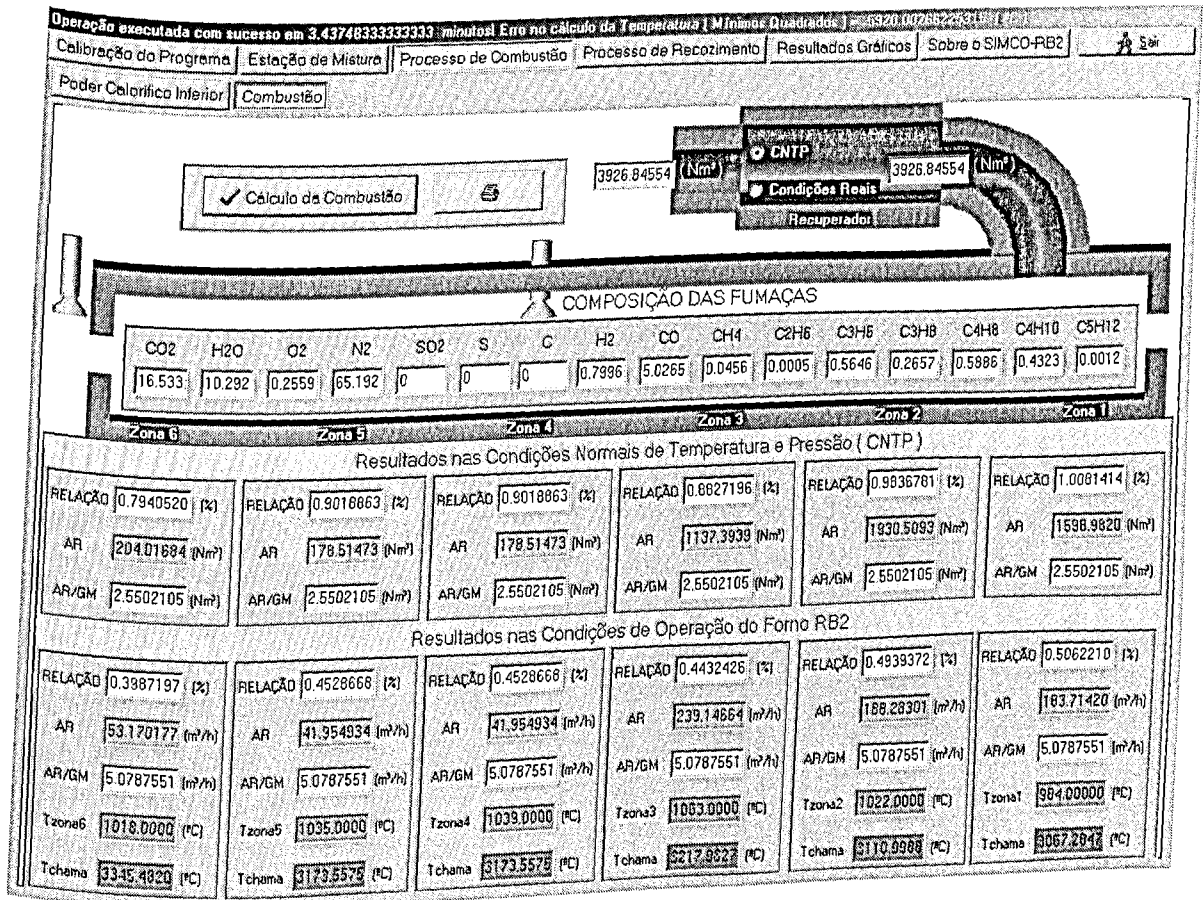 Operação executada com sucesso em 3.43748333333333 minutos! Erro no cálculo da Temperatura ( Mínimos Quadrados ) =
Calibração do Programa Estação de Mistura Processo de Combustão Processo de Recozimento Resultados Gráficos Sobre o SIMCO-RB2 Sair
Poder Calorífico Inferior Combustão
Cálculo da Combustão
3926.84554 (Nm³) CNTP 3926.84554 (Nm³)
Condições Reais
Recuperador
COMPOSIÇÃO DAS FUMAÇAS
CO2 H2O O2 N2 SO2 S C H2 CO CH4 C2H6 C3H6 C3H8 C4H8 C4H10 C5H12
16.533 10.292 0.2559 65.192 0 0 0 0.7996 5.0265 0.0456 0.0005 0.5646 0.2657 0.5886 0.4323 0.0012
Zona 6 Zona 5 Zona 4 Zona 3 Zona 2 Zona 1
Resultados nas Condições Normais de Temperatura e Pressão ( CNTP )
RELAÇÃO 0.7940520 (%) RELAÇÃO 0.9018863 (%) RELAÇÃO 0.9018863 (%) RELAÇÃO 0.8827196 (%) RELAÇÃO 0.9836781 (%) RELAÇÃO 1.0081414 (%)
AR 204.01684 (Nm³) AR 178.51473 (Nm³) AR 178.51473 (Nm³) AR 1137.3939 (Nm³) AR 1930.5093 (Nm³) AR 1598.9820 (Nm³)
AR/GM 2.5502105 (Nm³) AR/GM 2.5502105 (Nm³) AR/GM 2.5502105 (Nm³) AR/GM 2.5502105 (Nm³) AR/GM 2.5502105 (Nm³) AR/GM 2.5502105 (Nm³)
Resultados nas Condições de Operação do Forno RB2
RELAÇÃO 0.3987197 (%) RELAÇÃO 0.4528668 (%) RELAÇÃO 0.4528668 (%) RELAÇÃO 0.4432426 (%) RELAÇÃO 0.4939372 (%) RELAÇÃO 0.5062210 (%)
AR 53.170177 (m³/h) AR 41.954934 (m³/h) AR 41.954934 (m³/h) AR 239.14664 (m³/h) AR 188.28301 (m³/h) AR 183.71420 (m³/h)
AR/GM 5.0787551 (m³/h) AR/GM 5.0787551 (m³/h) AR/GM 5.0787551 (m³/h) AR/GM 5.0787551 (m³/h) AR/GM 5.0787551 (m³/h) AR/GM 5.0787551 (m³/h)
Tzona6 1018.0000 (ºC) Tzona5 1035.0000 (ºC) Tzona4 1039.0000 (ºC) Tzona3 1063.0000 (ºC) Tzona2 1022.0000 (ºC) Tzona1 984.00000 (ºC)
Tchama 3345.4820 (ºC) Tchama 3173.5575 (ºC) Tchama 3173.5575 (ºC) Tchama (ºC) Tchama (ºC) Tchama (ºC)